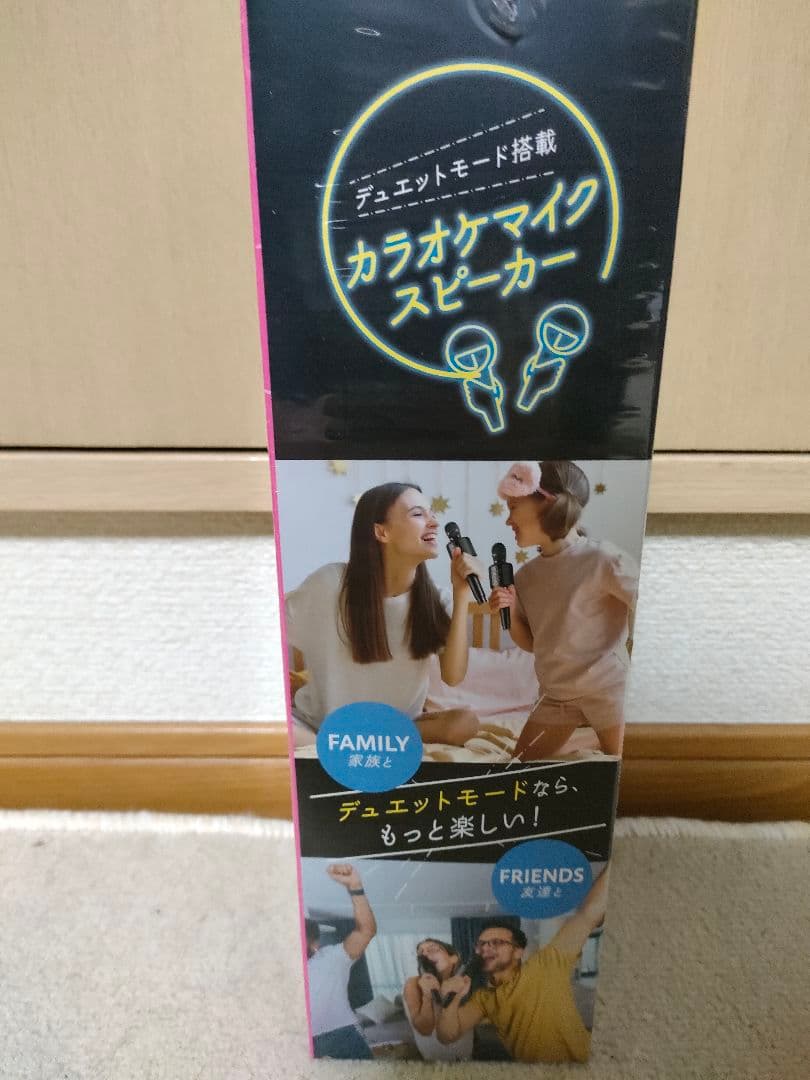 デュエットモード搭載
カラオケマイク
スピーカー
FAMILY
家族と
デュエットモードなら、
もっと楽しい!
FRIENDS
友達と